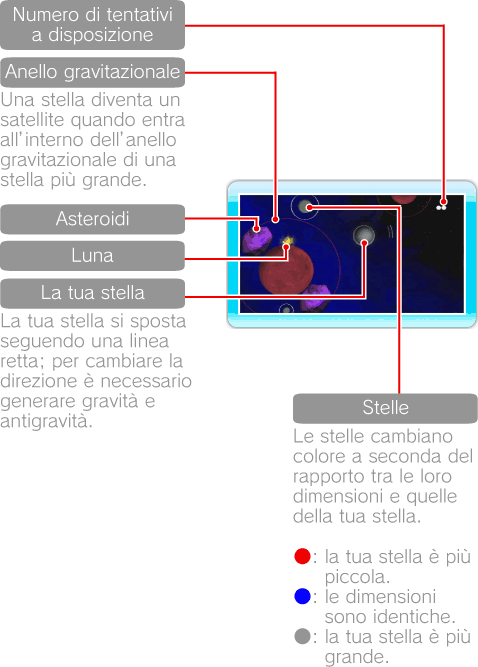 Numero di tentativi
a disposizione
Anello gravitazionale
Una stella diventa un
satellite quando entra
all'interno dell'anello
gravitazionale di una
stella più grande.
Asteroidi
Luna
La tua stella
La tua stella si sposta
seguendo una linea
retta; per cambiare la
direzione è necessario
generare gravità e
antigravità.
Stelle
Le stelle cambiano
colore a seconda del
rapporto tra le loro
dimensioni e quelle
della tua stella.
: la tua stella è più
piccola.
: le dimensioni
sono identiche.
: la tua stella è più
grande.